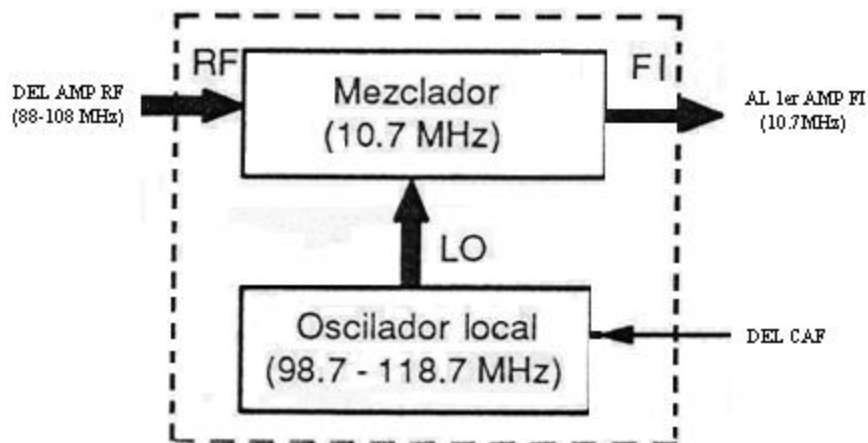 RF
FI
DEL AMP RF
(88-108 MHz)
Mezclador
(10.7 MHz)
AL 1er AMP FI
(10.7MHz)
LO
Oscilador local
(98.7 - 118.7 MHz)
DEL CAF